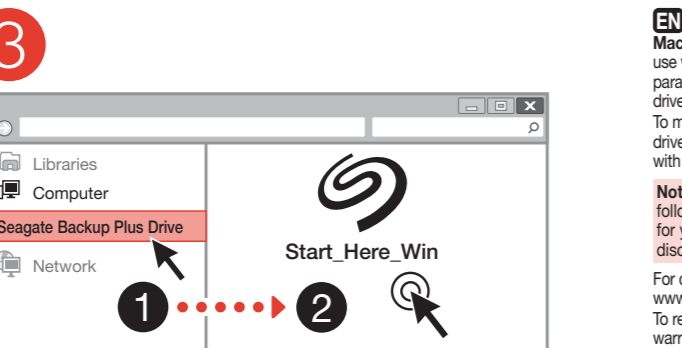 3
Libraries
Computer
Seagate Backup Plus Drive
Network
Start_Here_Win
1 2
EN
Mac
use
drive
To m
drive
with
Not
follo
for y
disc
For
www
To re
warr